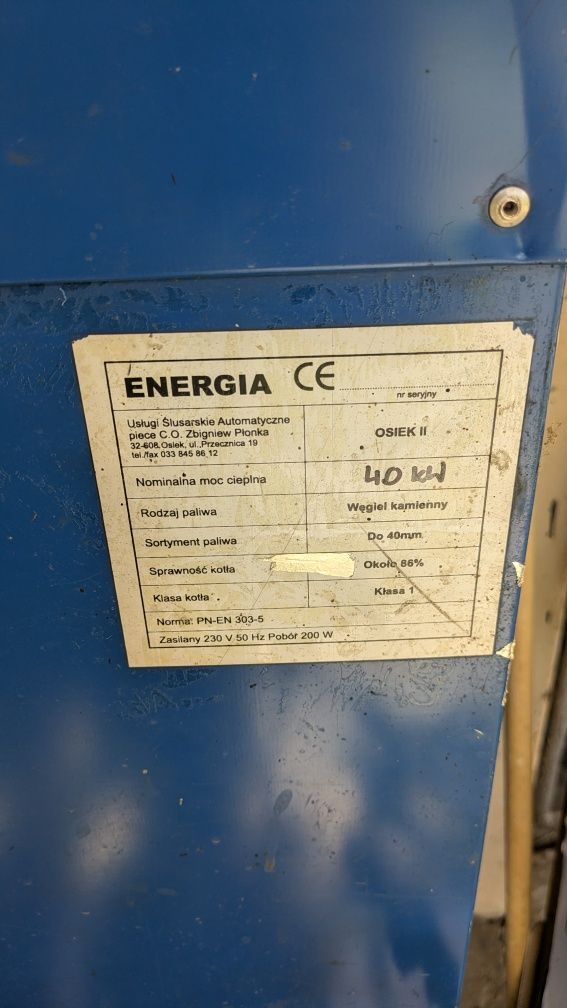 ENERGIA CE
nr seryjny
Usługi Ślusarskie Automatyczne
piece C.O. Zbigniew Płonka
32-608 Osiek, ul. Przecznica 19
tel./fax 033 845 86 12
OSIEK II
Nominalna moc cieplna 40 kW
Rodzaj paliwa Węgiel kamienny
Sortyment paliwa Do 40mm
Sprawność kotła Około 86%
Klasa kotła Klasa 1
Norma: PN-EN 303-5
Zasilany 230 V 50 Hz Pobór 200 W